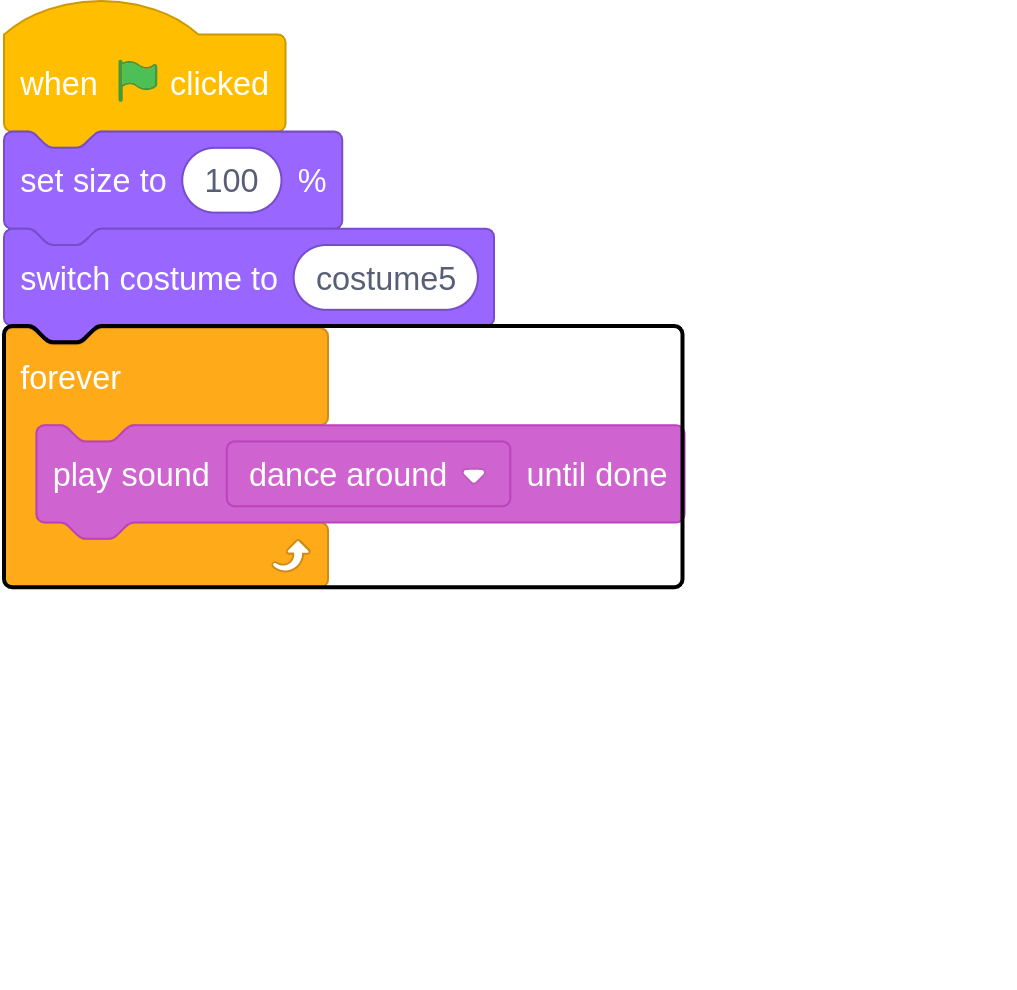 when clicked
set size to 100 %
switch costume to costume5
forever
play sound dance around until done